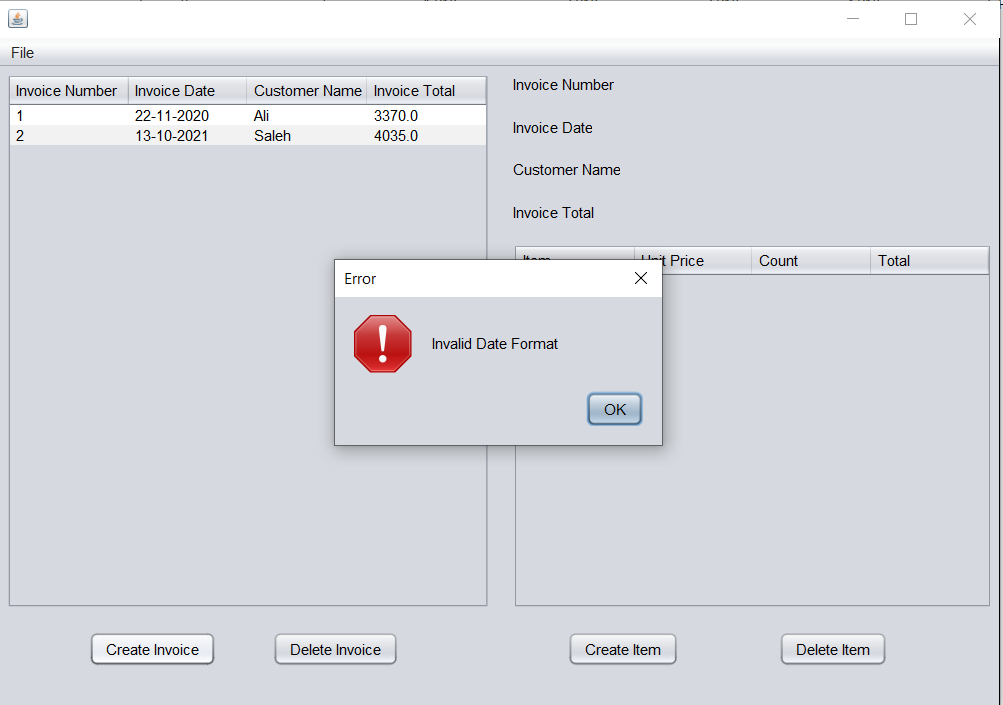 File
Invoice Number Invoice Date Customer Name Invoice Total
1 22-11-2020 Ali 3370.0
2 13-10-2021 Saleh 4035.0
Invoice Number
Invoice Date
Customer Name
Invoice Total
Item Unit Price Count Total
Error
Invalid Date Format
OK
Create Invoice Delete Invoice Create Item Delete Item